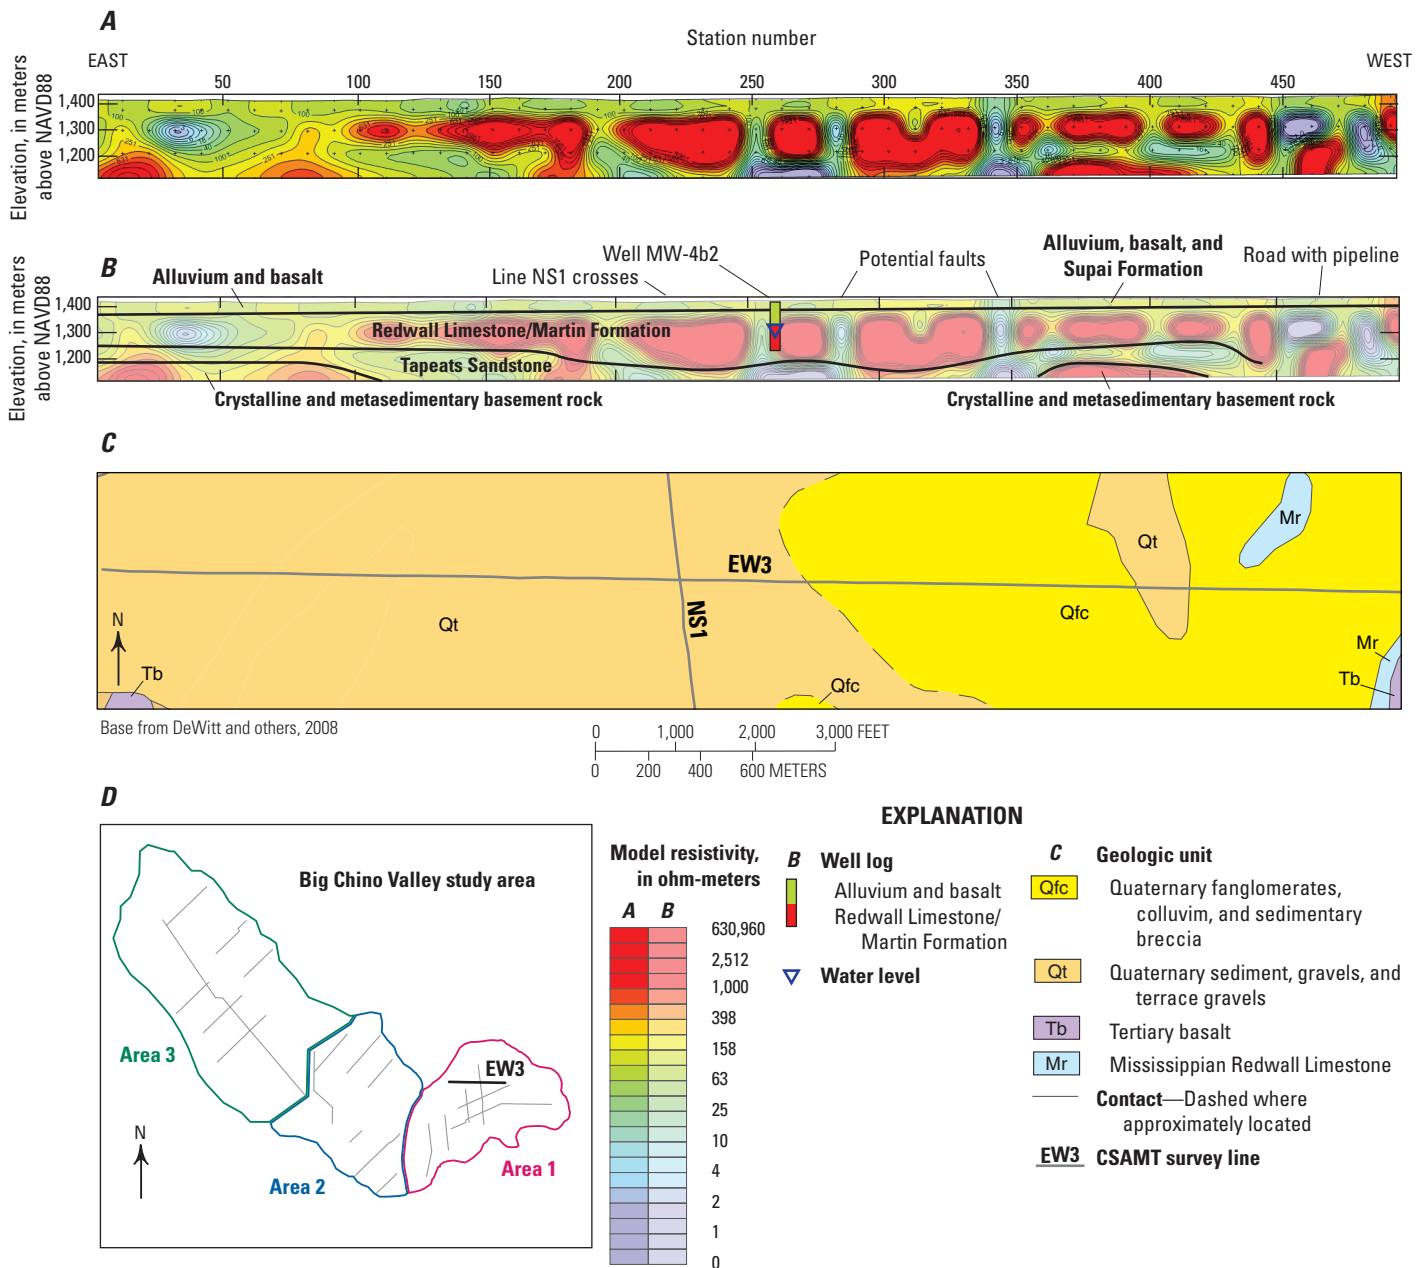 A
Station number
EAST
WEST
50 100 150 200 250 300 350 400 450
Elevation, in meters
above NAVD88
1,400
1,300
1,200
B
Alluvium and basalt
Line NS1 crosses
Well MW-4b2
Potential faults
Alluvium, basalt, and
Supai Formation
Road with pipeline
Elevation, in meters
above NAVD88
1,400
1,300
1,200
Redwall Limestone/Martin Formation
Tapeats Sandstone
Crystalline and metasedimentary basement rock
Crystalline and metasedimentary basement rock
C
Mr
Qt
EW3
NS1
Qfc
Qt
N
Tb
Qfc
Mr
Tb
Base from DeWitt and others, 2008
0 1,000 2,000 3,000 FEET
0 200 400 600 METERS
D
Big Chino Valley study area
Area 3
EW3
N
Area 2
Area 1
EXPLANATION
Model resistivity,
in ohm-meters
A B
630,960
2,512
1,000
398
158
63
25
10
4
2
1
0
B Well log
Alluvium and basalt
Redwall Limestone/
Martin Formation
Water level
C Geologic unit
Qfc Quaternary fanglomerates,
colluvim, and sedimentary
breccia
Qt Quaternary sediment, gravels, and
terrace gravels
Tb Tertiary basalt
Mr Mississippian Redwall Limestone
Contact—Dashed where
approximately located
EW3 CSAMT survey line